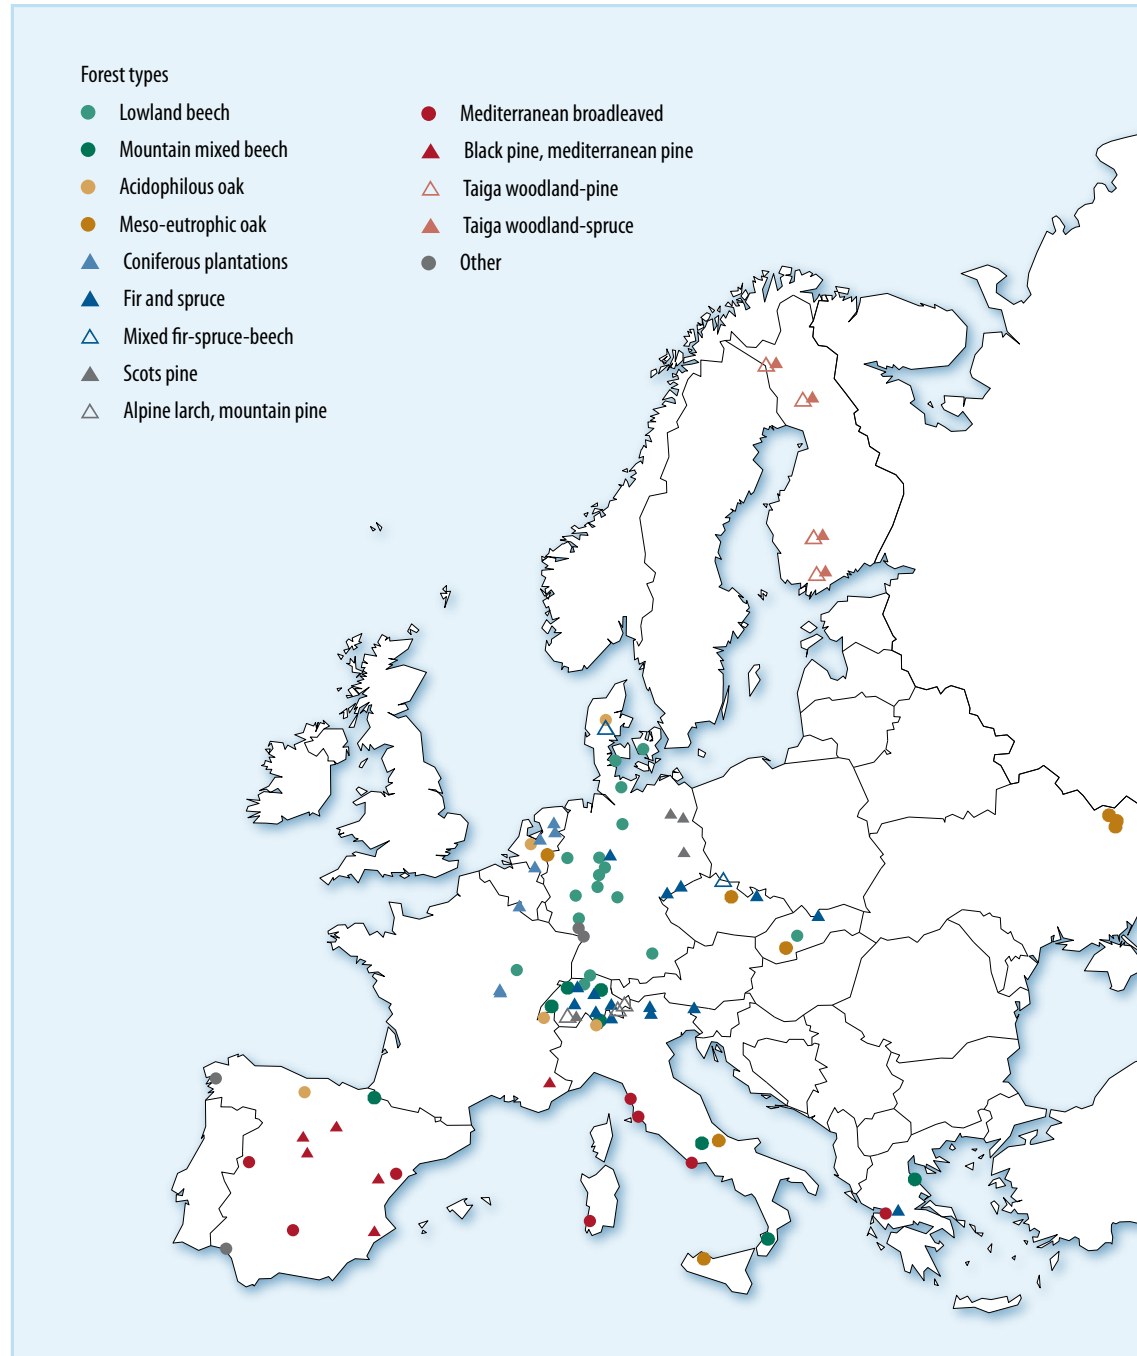 Forest types
Lowland beech
Mountain mixed beech
Acidophilous oak
Meso-eutrophic oak
Coniferous plantations
Fir and spruce
Mixed fir-spruce-beech
Scots pine
Alpine larch, mountain pine
Mediterranean broadleaved
Black pine, mediterranean pine
Taiga woodland-pine
Taiga woodland-spruce
Other